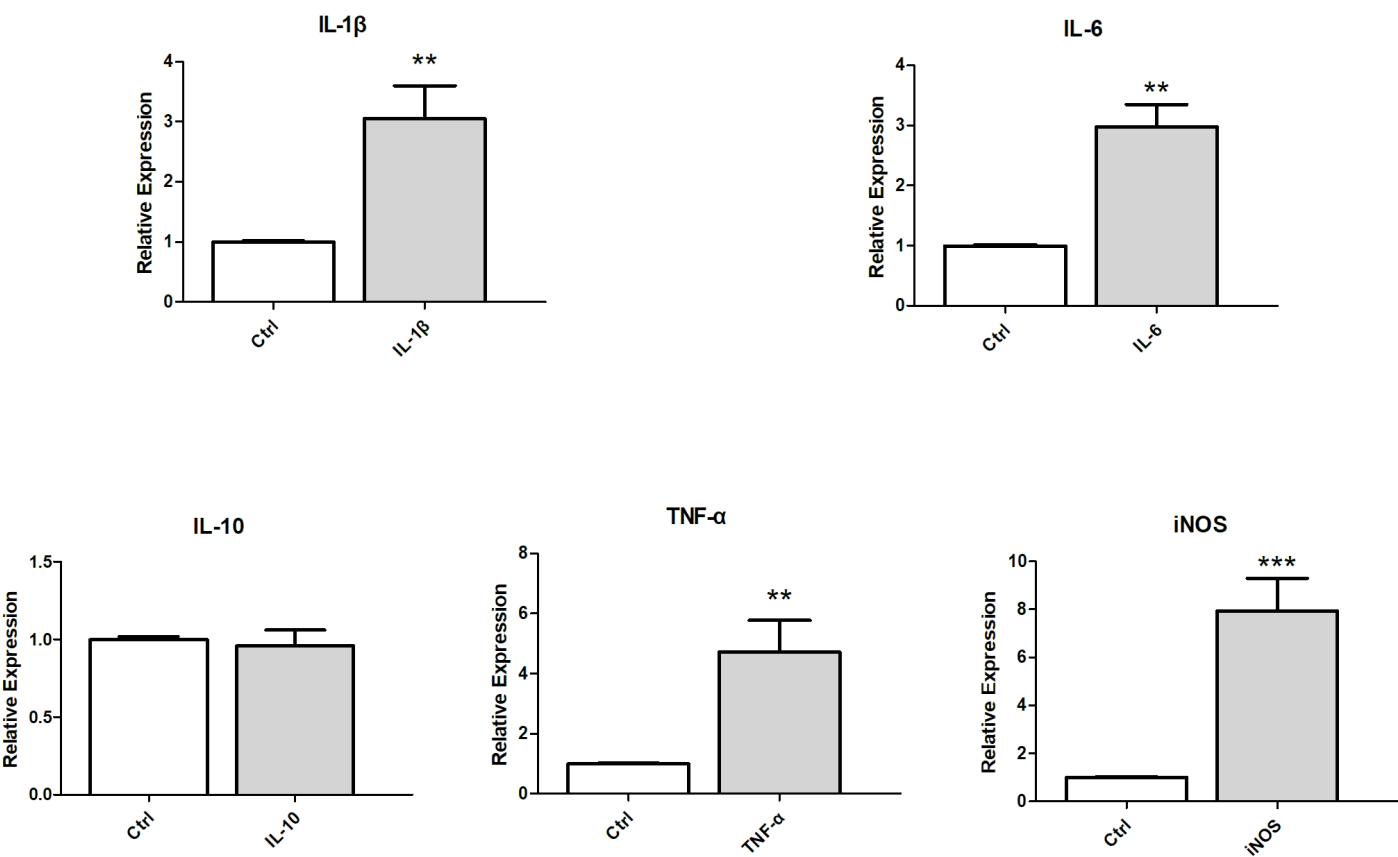 IL-1β
**
Relative Expression
4
3
2
1
0
Ctrl
IL-1β
IL-6
**
Relative Expression
4
3
2
1
0
Ctrl
IL-6
IL-10
Relative Expression
1.5
1.0
0.5
0.0
Ctrl
IL-10
TNF-α
**
Relative Expression
8
6
4
2
0
Ctrl
TNF-α
iNOS
***
Relative Expression
10
8
6
4
2
0
Ctrl
iNOS